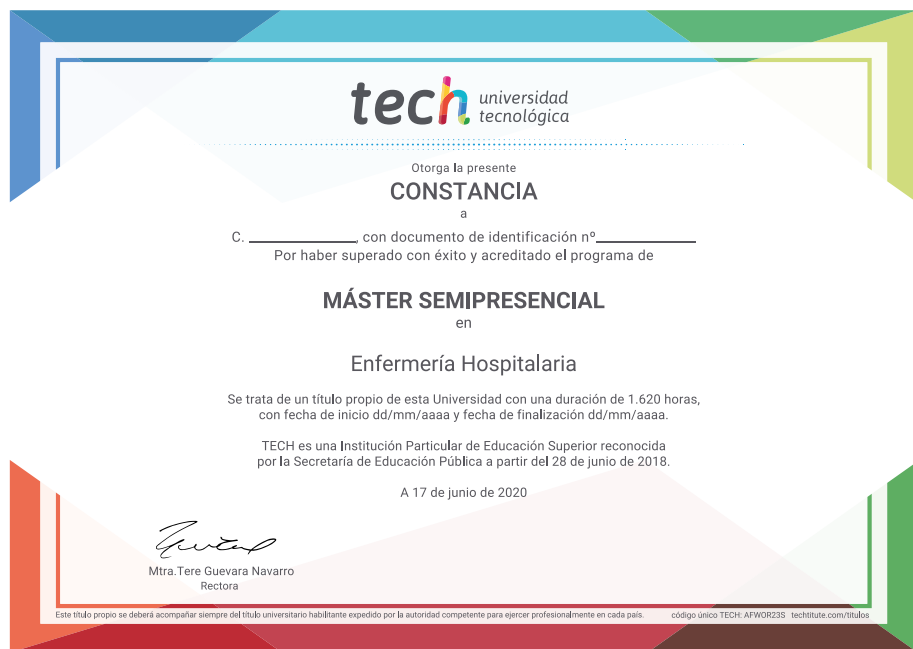 tech universidad
tecnológica
Otorga la presente
CONSTANCIA
a
C. ______________, con documento de identificación nº______________
Por haber superado con éxito y acreditado el programa de
MÁSTER SEMIPRESENCIAL
en
Enfermería Hospitalaria
Se trata de un título propio de esta Universidad con una duración de 1.620 horas,
con fecha de inicio dd/mm/aaaa y fecha de finalización dd/mm/aaaa.
TECH es una Institución Particular de Educación Superior reconocida
por la Secretaría de Educación Pública a partir del 28 de junio de 2018.
A 17 de junio de 2020
Mtra.Tere Guevara Navarro
Rectora
Este título propio se deberá acompañar siempre del título universitario habilitante expedido por la autoridad competente para ejercer profesionalmente en cada país. código único TECH: AFWOR23S techtitute.com/titulos